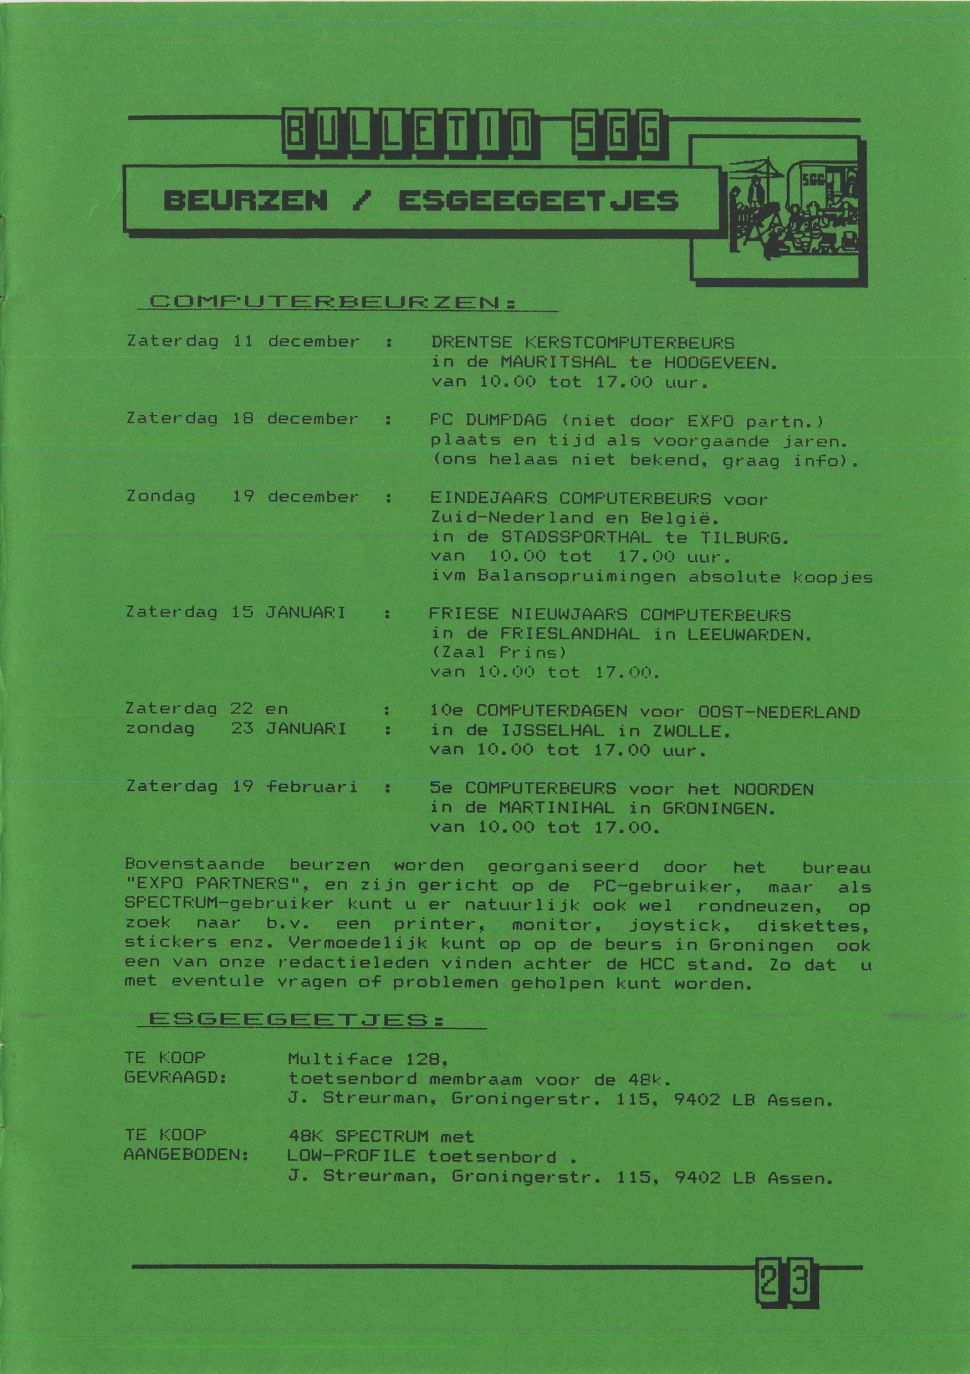 BULLETIN SGG
BEURZEN / ESGEEGEETJES
SGG
COMPUTERBEURZEN:
Zaterdag 11 december : DRENTSE KERSTCOMPUTERBEURS
in de MAURITSHAL te HOOGEVEEN.
van 10.00 tot 17.00 uur.
Zaterdag 18 december : PC DUMPDAG (niet door EXPO partn.)
plaats en tijd als voorgaande jaren.
(ons helaas niet bekend, graag info).
Zondag 19 december : EINDEJAARS COMPUTERBEURS voor
Zuid-Nederland en België.
in de STADSSPORTHAL te TILBURG.
van 10.00 tot 17.00 uur.
ivm Balansopruimingen absolute koopjes
Zaterdag 15 JANUARI : FRIESE NIEUWJAARS COMPUTERBEURS
in de FRIESLANDHAL in LEEUWARDEN.
(Zaal Prins)
van 10.00 tot 17.00.
Zaterdag 22 en : 10e COMPUTERDAGEN voor OOST-NEDERLAND
zondag 23 JANUARI : in de IJSSELHAL in ZWOLLE.
van 10.00 tot 17.00 uur.
Zaterdag 19 februari : 5e COMPUTERBEURS voor het NOORDEN
in de MARTINIHAL in GRONINGEN.
van 10.00 tot 17.00.
Bovenstaande beurzen worden georganiseerd door het bureau
"EXPO PARTNERS", en zijn gericht op de PC-gebruiker, maar als
SPECTRUM-gebruiker kunt u er natuurlijk ook wel rondneuzen, op
zoek naar b.v. een printer, monitor, joystick, diskettes,
stickers enz. Vermoedelijk kunt op op de beurs in Groningen ook
een van onze redactieleden vinden achter de HCC stand. Zo dat u
met eventule vragen of problemen geholpen kunt worden.
ESGEEGEETJES:
TE KOOP Multiface 128,
GEVRAAGD: toetsenbord membraam voor de 48k.
J. Streurman, Groningerstr. 115, 9402 LB Assen.
TE KOOP 48K SPECTRUM met
AANGEBODEN: LOW-PROFILE toetsenbord .
J. Streurman, Groningerstr. 115, 9402 LB Assen.
23